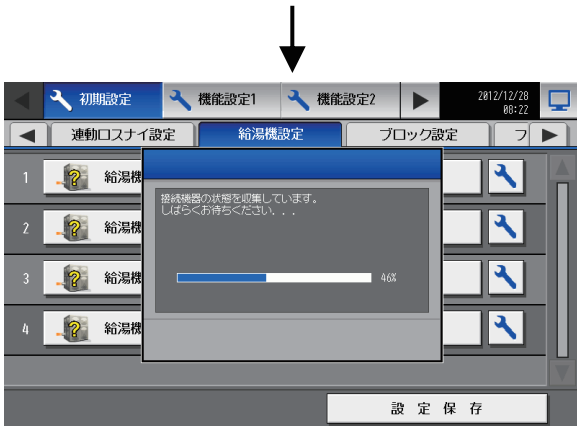 初期設定
機能設定1
機能設定2
2012/12/28
08:22
連動ロスナイ設定
給湯機設定
ブロック設定
フ
1 給湯機
接続機器の状態を収集しています。
しばらくお待ちください...
2 給湯機
3 給湯機
46%
4 給湯機
設定保存